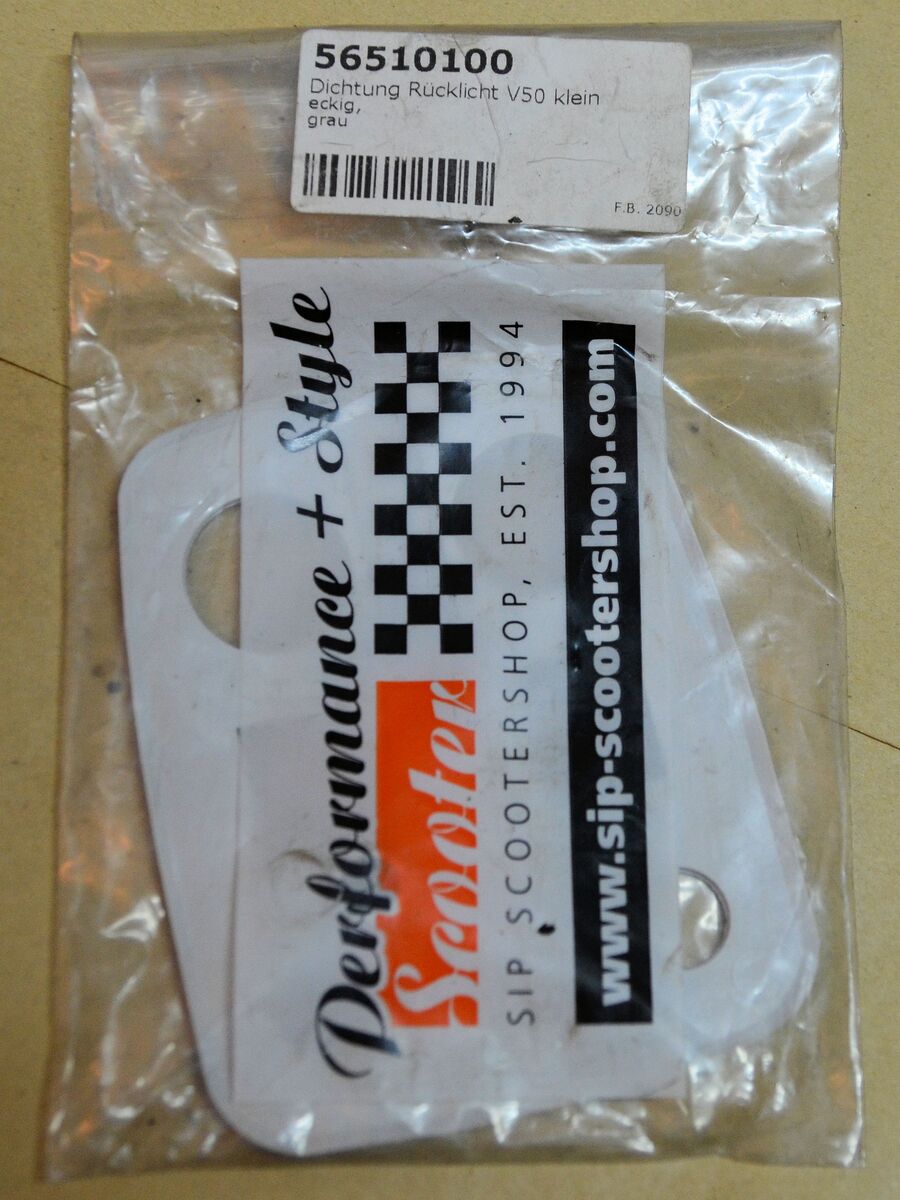 56510100
Dichtung Rücklicht V50 klein
eckig,
grau
F.B. 2090
Performance + Style
Scooter
SIP SCOOTERSHOP, EST. 1994
www.sip-scootershop.com